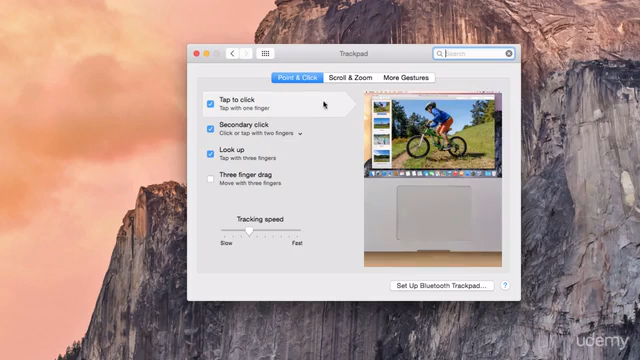 Trackpad
Search
Point & Click
Scroll & Zoom
More Gestures
Tap to click
Tap with one finger
Secondary click
Click or tap with two fingers
Look up
Tap with three fingers
Three finger drag
Move with three fingers
Tracking speed
Slow
Fast
Set Up Bluetooth Trackpad...
?
udemy